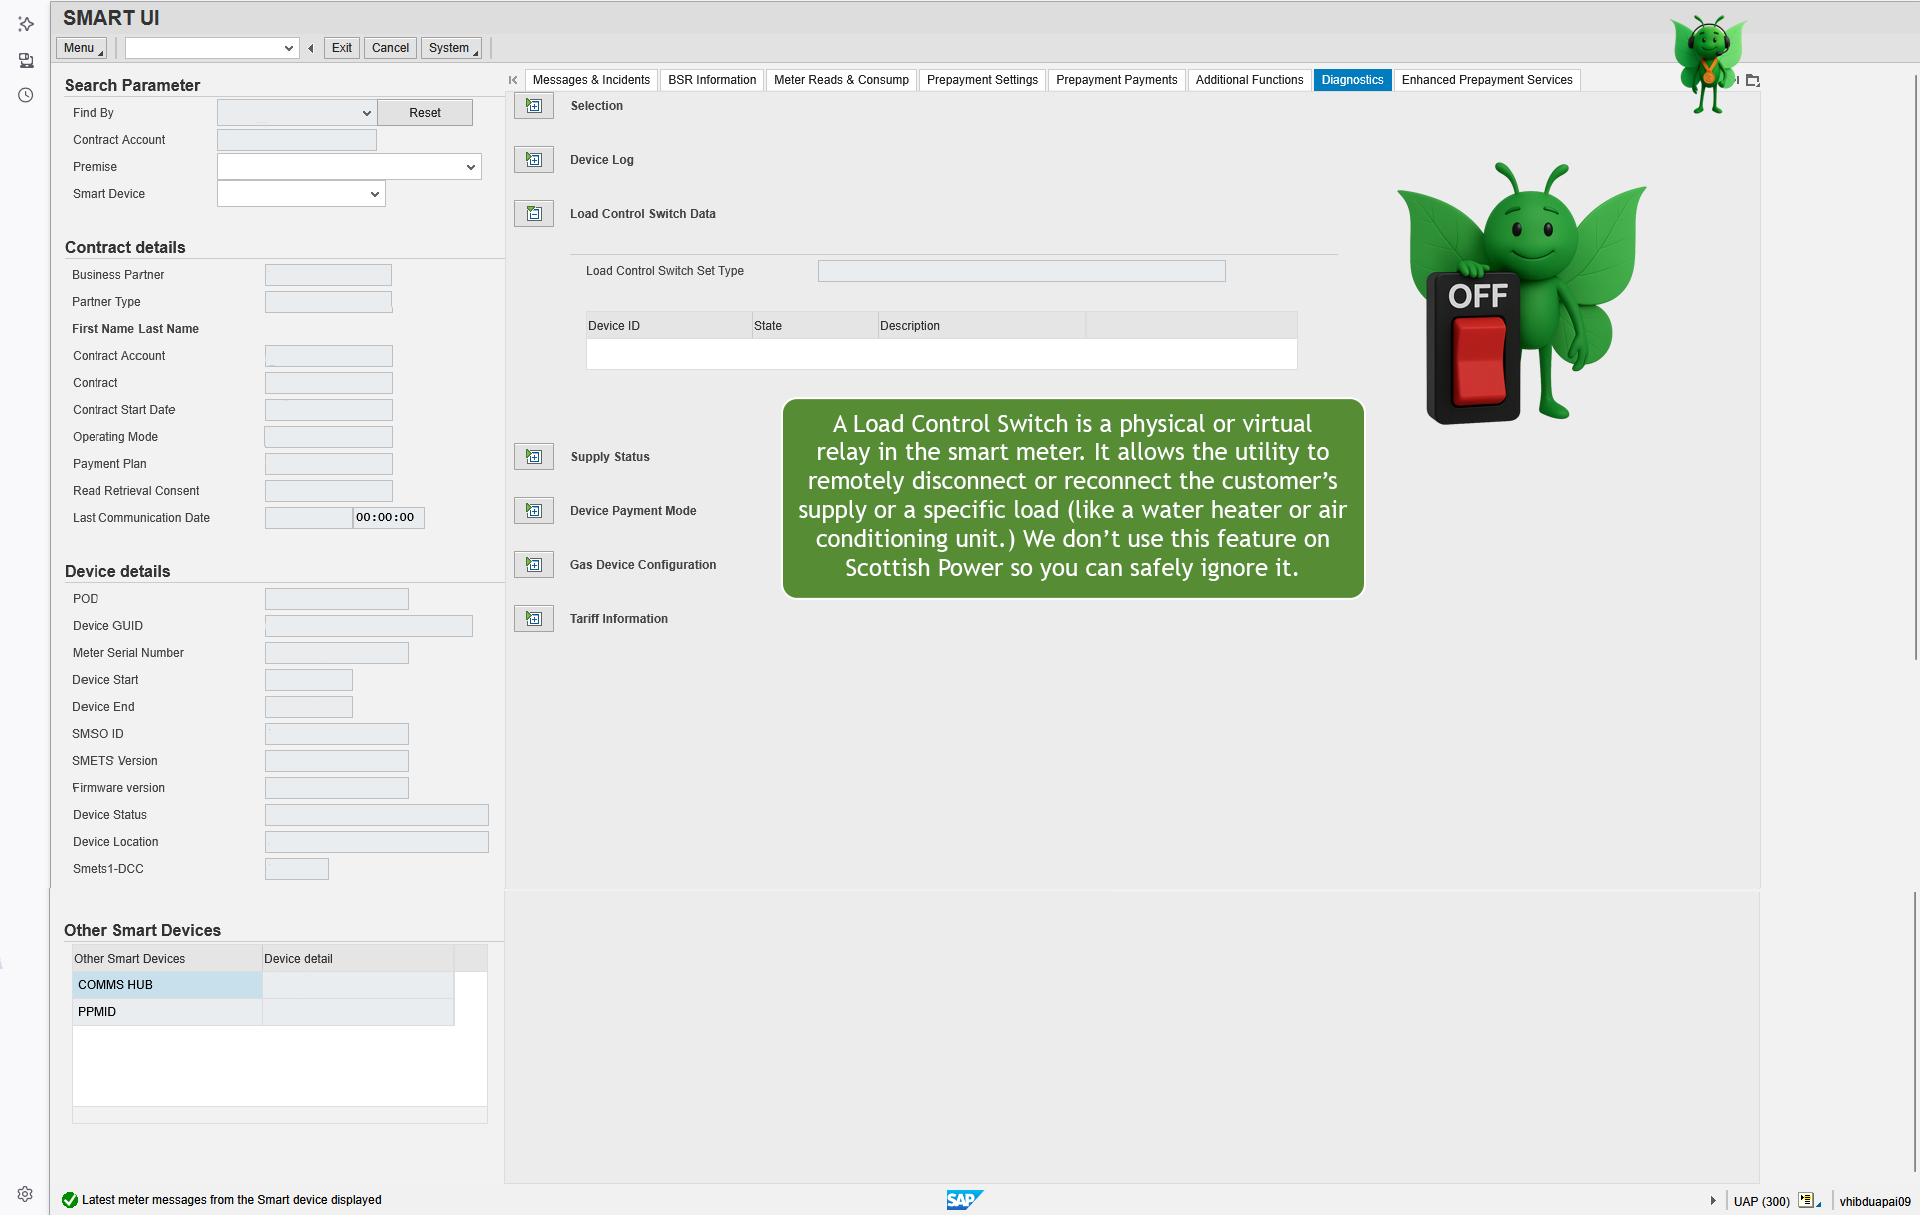 SMART UI
Menu
Exit
Cancel
System
Search Parameter
Find By
Reset
Contract Account
Premise
Smart Device
Contract details
Business Partner
Partner Type
First Name Last Name
Contract Account
Contract
Contract Start Date
Operating Mode
Payment Plan
Read Retrieval Consent
Last Communication Date 00:00:00
Device details
POD
Device GUID
Meter Serial Number
Device Start
Device End
SMSO ID
SMETS Version
Firmware version
Device Status
Device Location
Smets1-DCC
Other Smart Devices
Other Smart Devices Device detail
COMMS HUB
PPMID
Messages & Incidents BSR Information Meter Reads & Consump Prepayment Settings Prepayment Payments Additional Functions Diagnostics Enhanced Prepayment Services
Selection
Device Log
Load Control Switch Data
Load Control Switch Set Type
Device ID State Description
OFF
A Load Control Switch is a physical or virtual
relay in the smart meter. It allows the utility to
remotely disconnect or reconnect the customer's
supply or a specific load (like a water heater or air
conditioning unit.) We don't use this feature on
Scottish Power so you can safely ignore it.
Supply Status
Device Payment Mode
Gas Device Configuration
Tariff Information
Latest meter messages from the Smart device displayed
SAP
UAP (300)
vhibduapai09